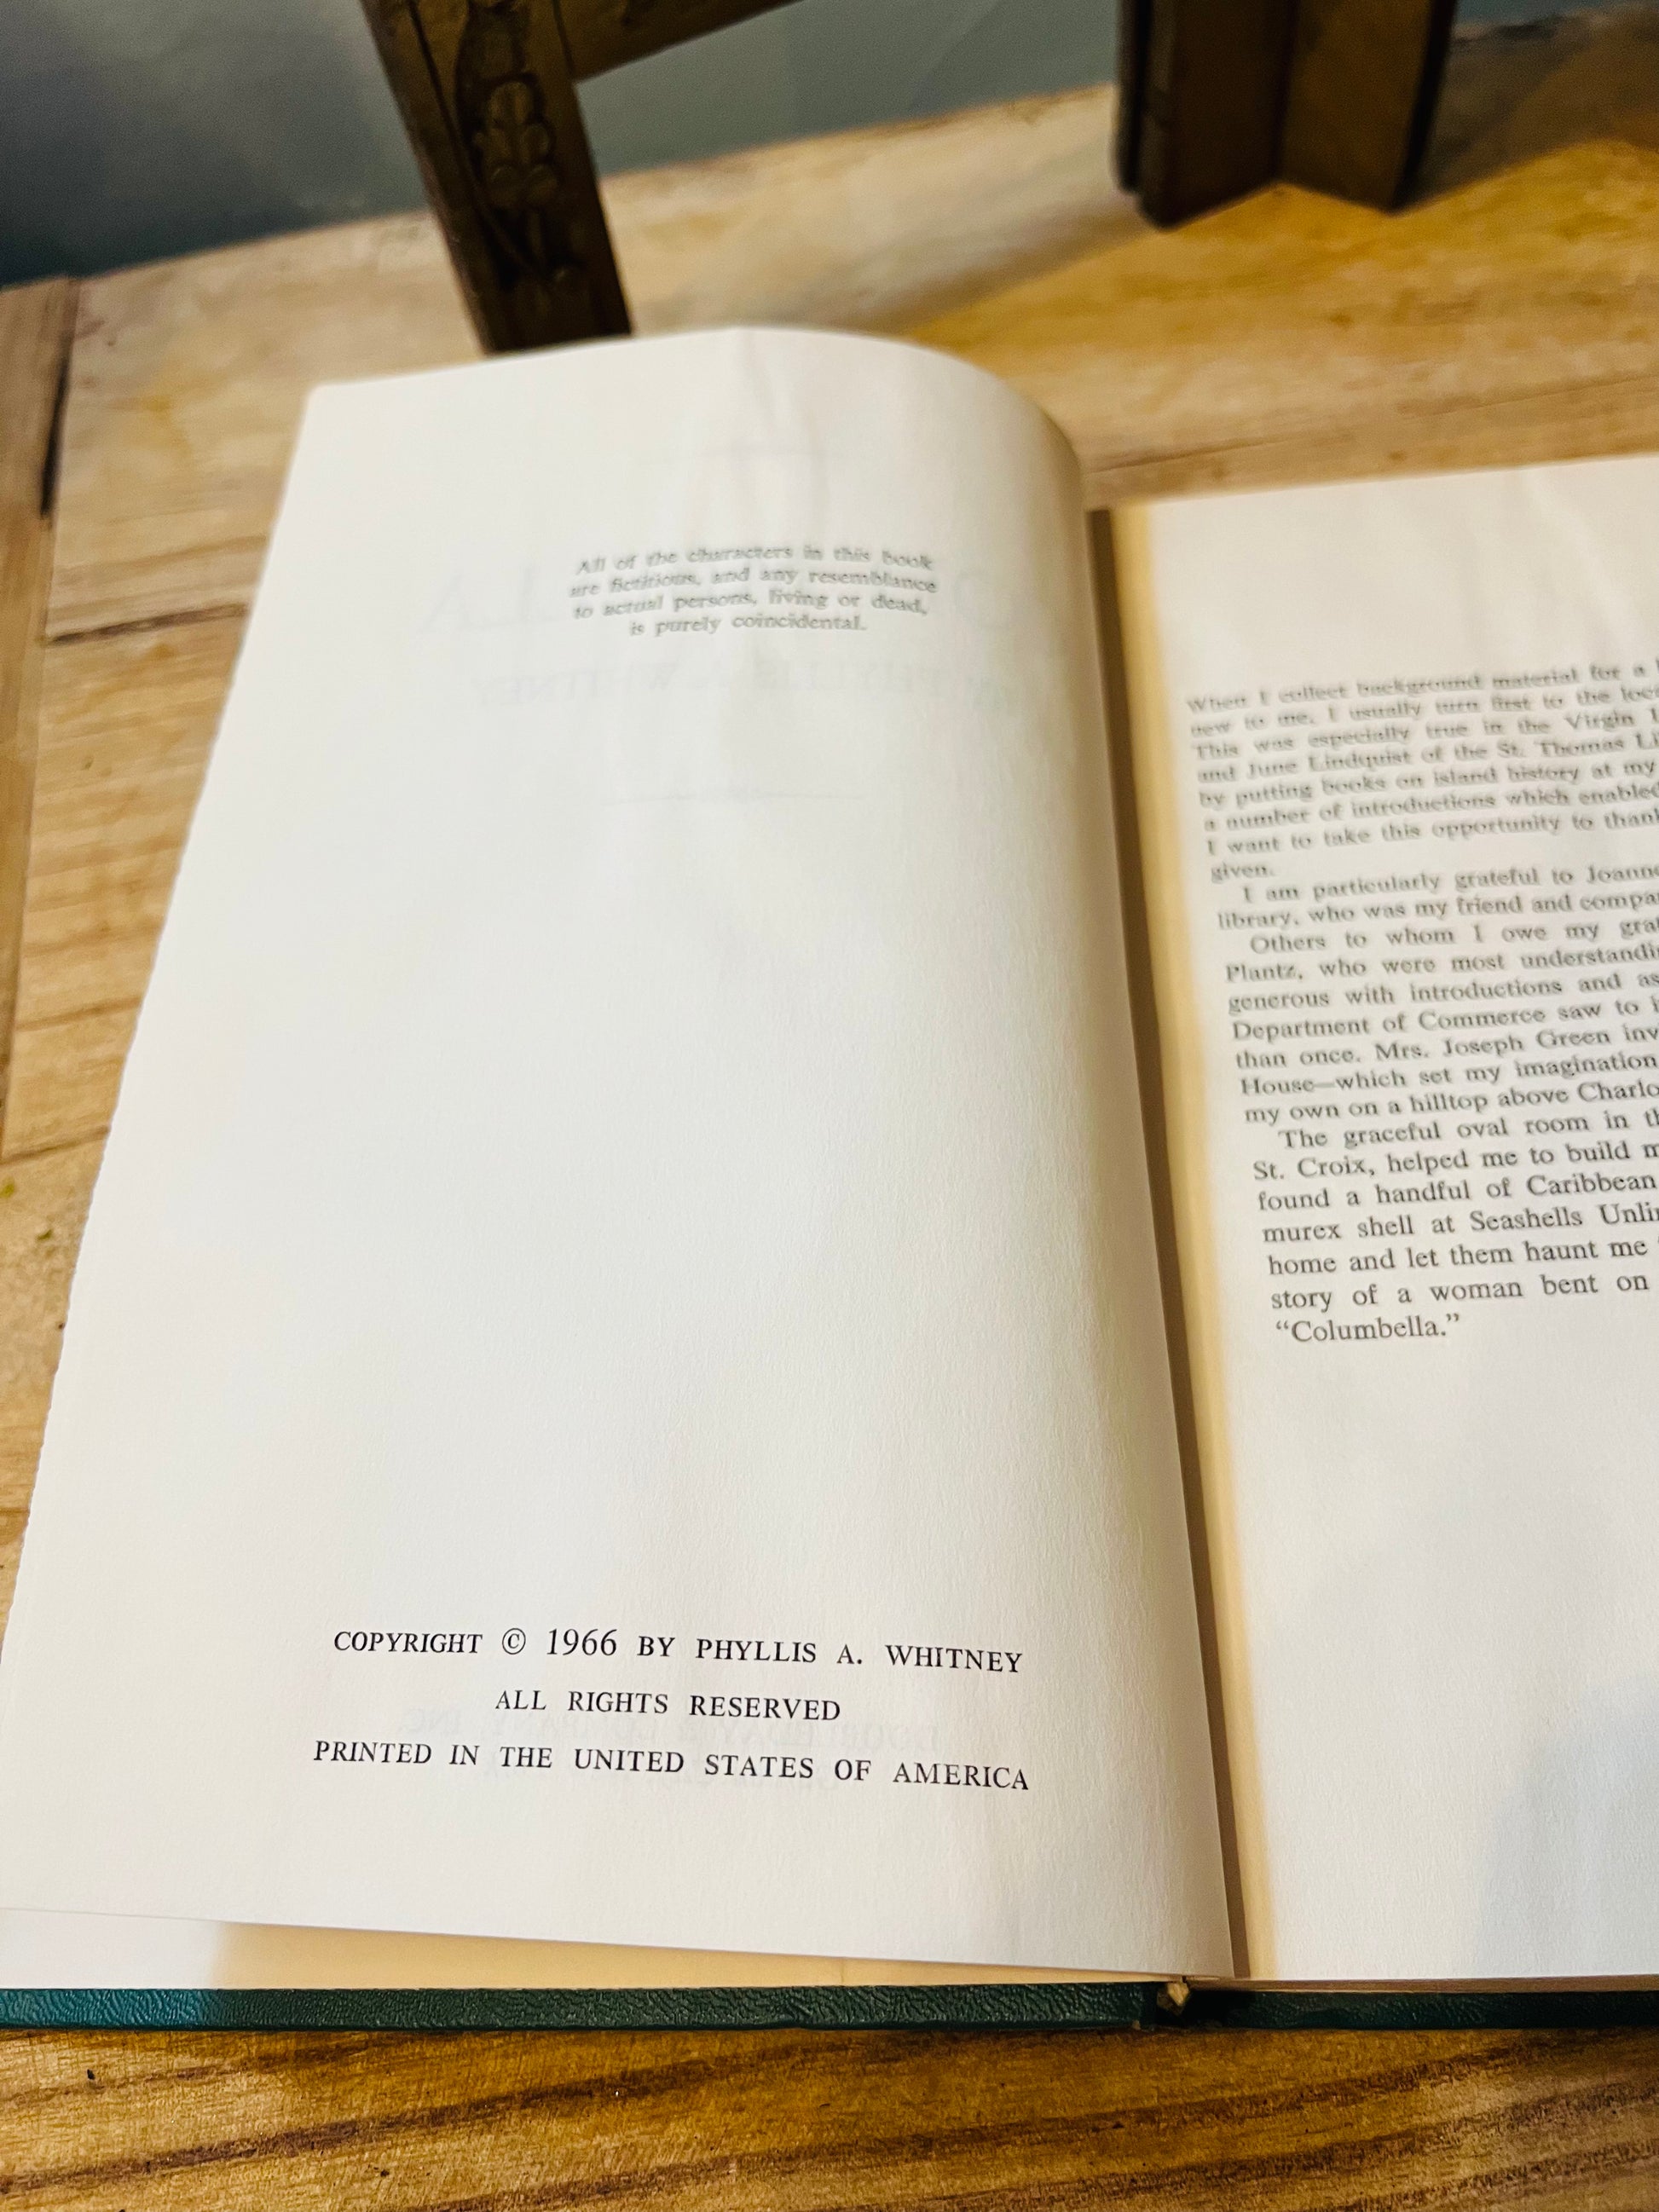 All of the characters in this book
are fictitious, and any resemblance
to actual persons, living or dead,
is purely coincidental.
COPYRIGHT © 1966 BY PHYLLIS A. WHITNEY
ALL RIGHTS RESERVED
PRINTED IN THE UNITED STATES OF AMERICA
When I collect background material for a
new to me, I usually turn first to the
This was especially true in the Virgin
and June Lindquist of the St. Thomas
by putting books on island history at my
a number of introductions which enabled
I want to take this opportunity to thank
given.
I am particularly grateful to Joanne
library, who was my friend and
Others to whom I owe my
Plantz, who were most
generous with introductions and
Department of Commerce saw to
than once. Mrs. Joseph Green
House—which set my imagination
my own on a hilltop above
The graceful oval room in
St. Croix, helped me to build
found a handful of Caribbean
murex shell at Seashells
home and let them haunt me
story of a woman bent on
“Columbella.”